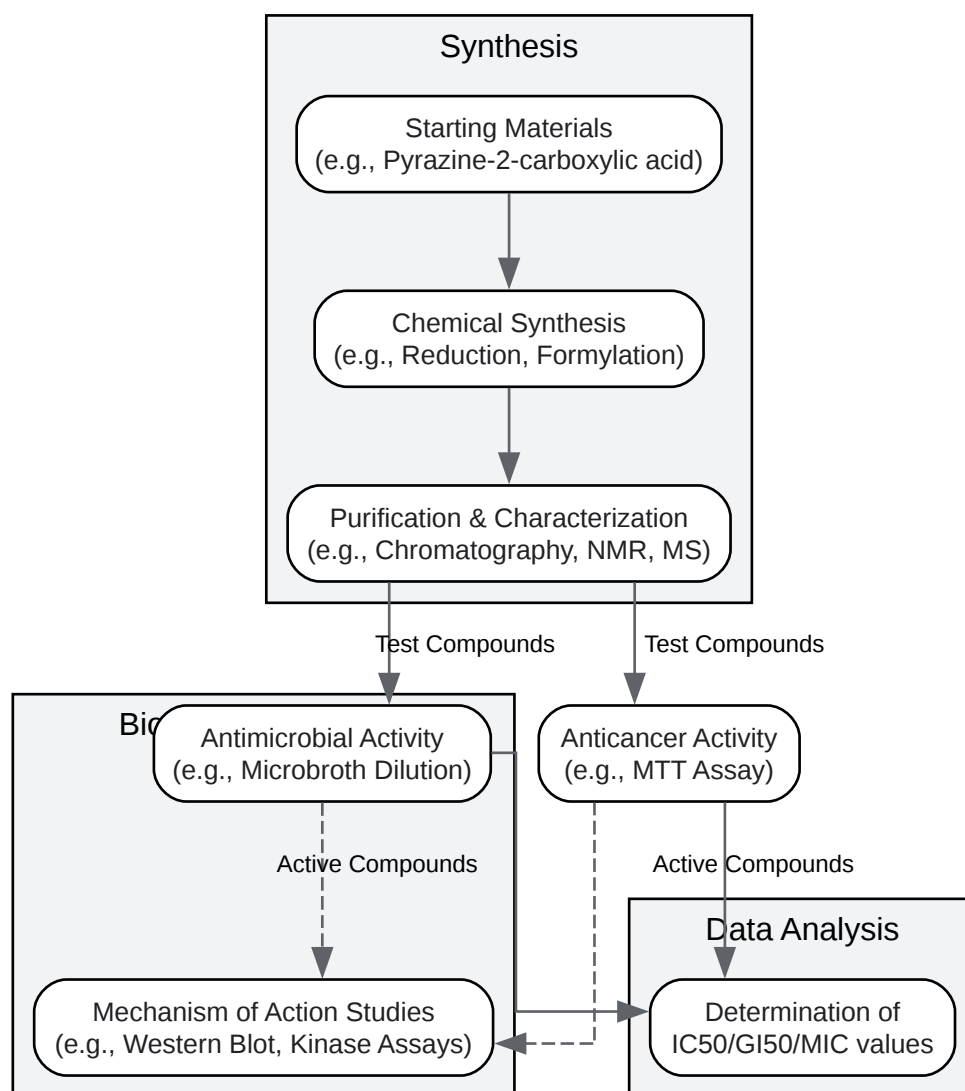 Synthesis
Starting Materials
(e.g., Pyrazine-2-carboxylic acid)
Chemical Synthesis
(e.g., Reduction, Formylation)
Purification & Characterization
(e.g., Chromatography, NMR, MS)
Test Compounds
Test Compounds
Antimicrobial Activity
(e.g., Microbroth Dilution)
Anticancer Activity
(e.g., MTT Assay)
Active Compounds
Active Compounds
Data Analysis
Mechanism of Action Studies
(e.g., Western Blot, Kinase Assays)
Determination of
IC50/GI50/MIC values